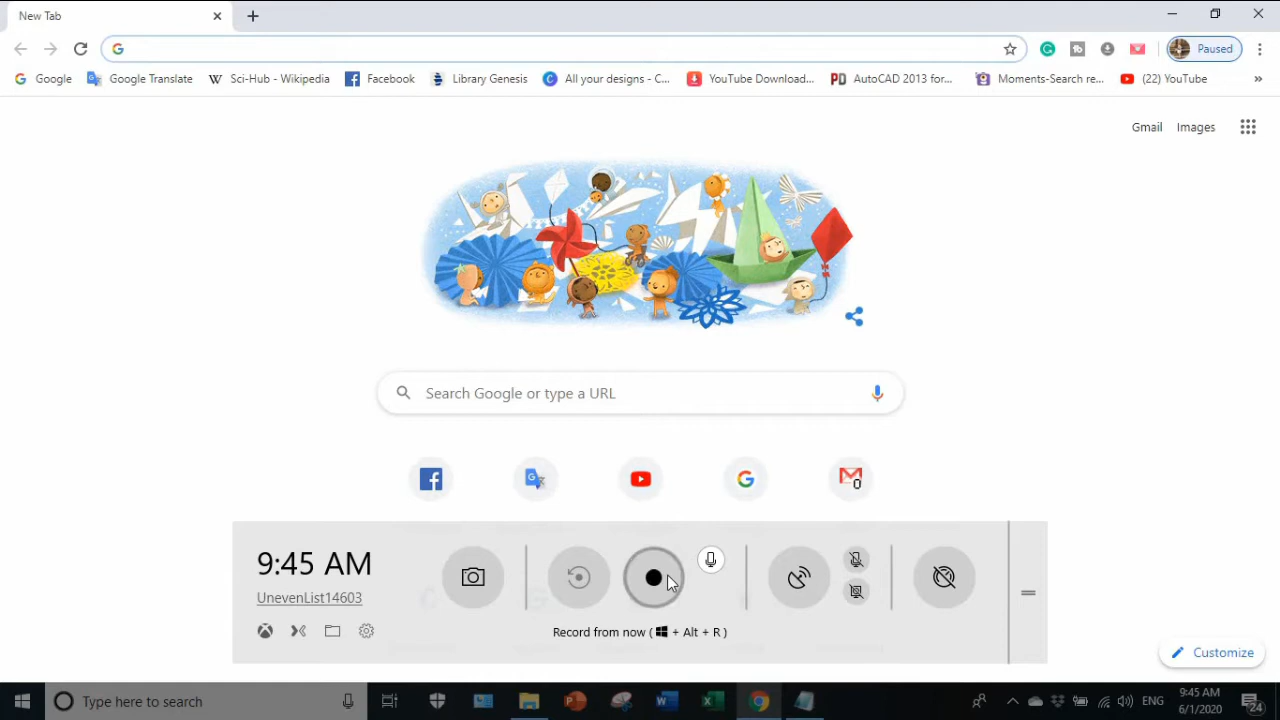 New Tab
Paused
Google
Google Translate
Sci-Hub - Wikipedia
Facebook
Library Genesis
All your designs - C...
YouTube Download...
PD AutoCAD 2013 for...
Moments-Search re...
(22) YouTube
Gmail
Images
Search Google or type a URL
0
9:45 AM
UnevenList14603
Record from now ( + Alt + R )
Customize
Type here to search
ENG
9:45 AM
6/1/2020
24